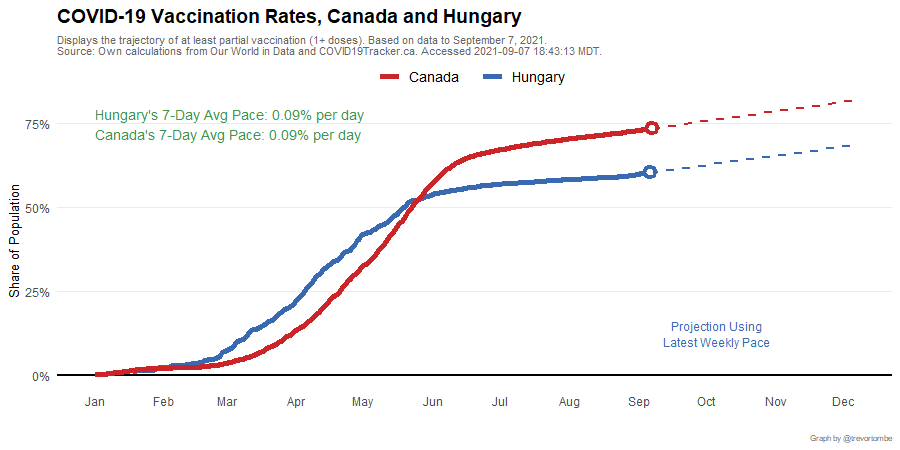 COVID-19 Vaccination Rates, Canada and Hungary
Displays the trajectory of at least partial vaccination (1+ doses). Based on data to September 7, 2021.
Source: Own calculations from Our World in Data and COVID19Tracker.ca. Accessed 2021-09-07 18:43:13 MDT.
Canada Hungary
Hungary's 7-Day Avg Pace: 0.09% per day
Canada's 7-Day Avg Pace: 0.09% per day
75%
50%
25%
0%
Share of Population
Projection Using
Latest Weekly Pace
Jan Feb Mar Apr May Jun Jul Aug Sep Oct Nov Dec
Graph by @trevortombe